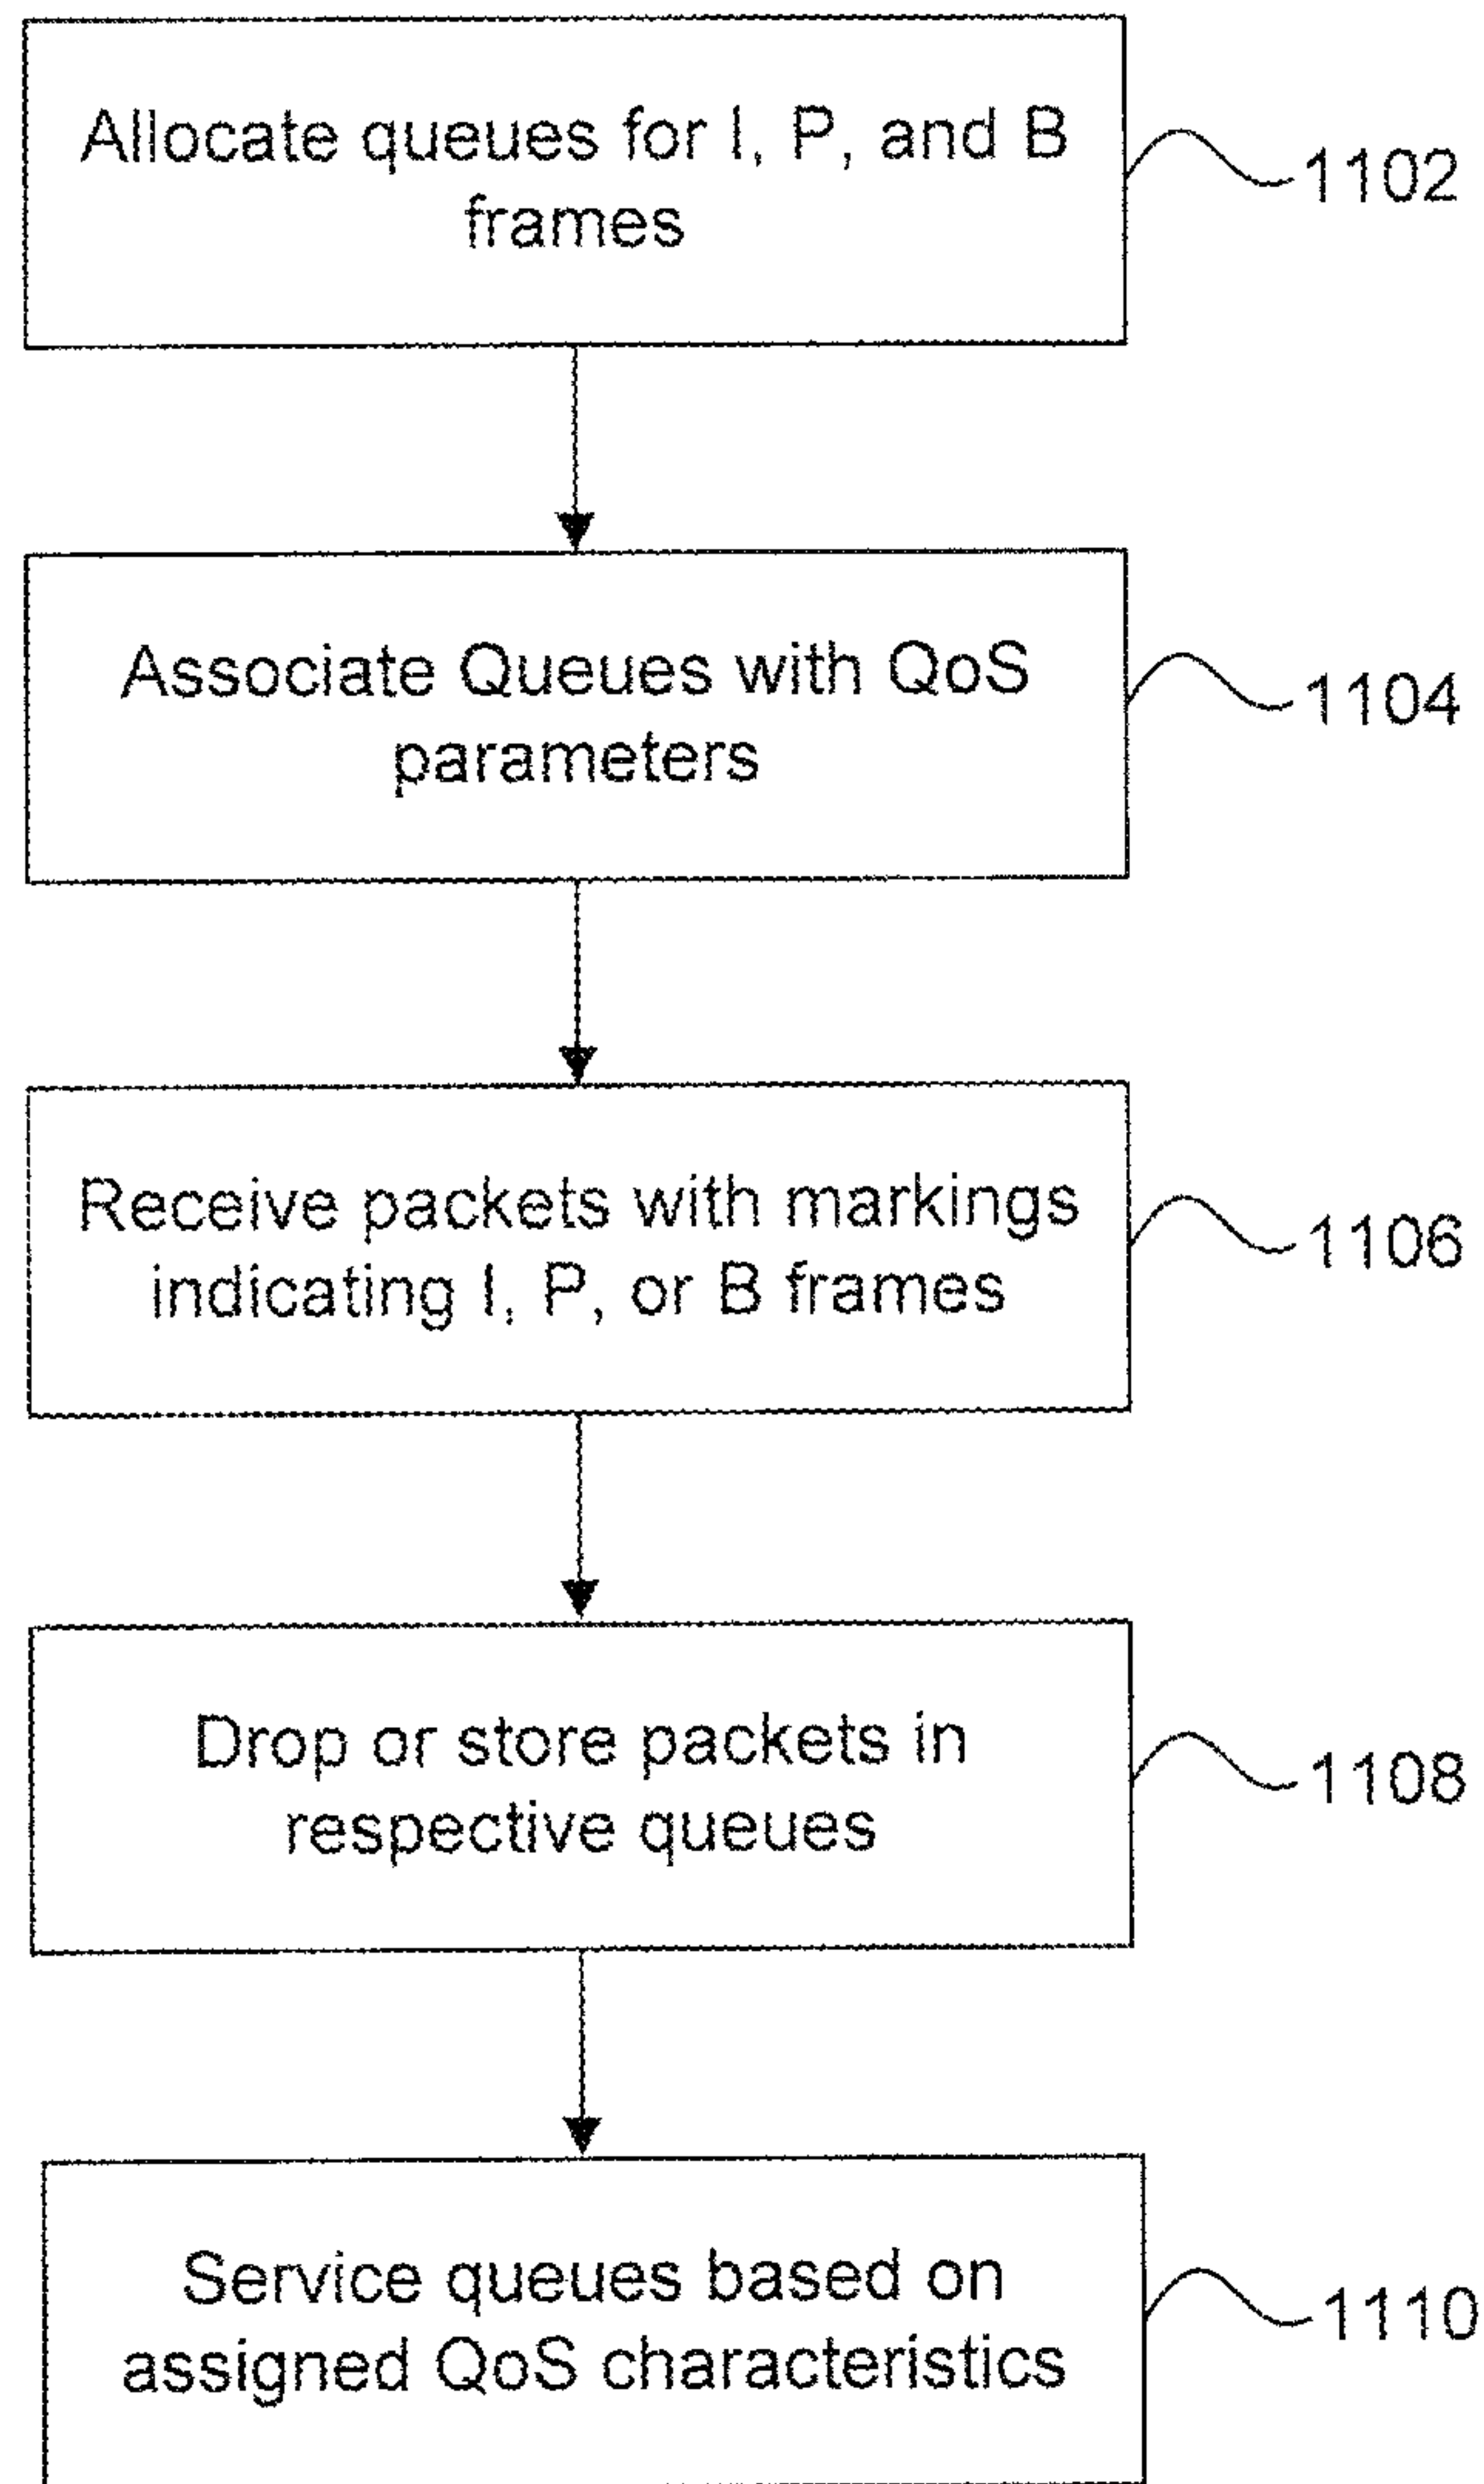 Allocate queues for I, P, and B
frames
1102
Associate Queues with QoS
parameters
1104
Receive packets with markings
indicating I, P, or B frames
1106
Drop or store packets in
respective queues
1108
Service queues based on
assigned QoS characteristics
1110